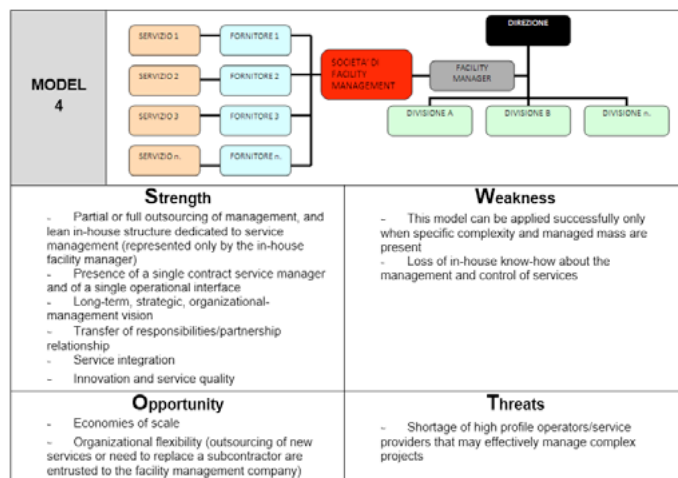 MODEL
4
SERVIZIO 1
FORNITORE 1
SERVIZIO 2
FORNITORE 2
SERVIZIO 3
FORNITORE 3
SERVIZIO n.
FORNITORE n.
SOCIETA' DI
FACILITY
MANAGEMENT
FACILITY
MANAGER
DIREZIONE
DIVISIONE A
DIVISIONE B
DIVISIONE n.
Strength
- Partial or full outsourcing of management, and
lean in-house structure dedicated to service
management (represented only by the in-house
facility manager)
- Presence of a single contract service manager
and of a single operational interface
- Long-term, strategic, organizational-
management vision
- Transfer of responsibilities/partnership
relationship
- Service integration
- Innovation and service quality
Weakness
- This model can be applied successfully only
when specific complexity and managed mass are
present
- Loss of in-house know-how about the
management and control of services
Opportunity
- Economies of scale
- Organizational flexibility (outsourcing of new
services or need to replace a subcontractor are
entrusted to the facility management company)
Threats
- Shortage of high profile operators/service
providers that may effectively manage complex
projects